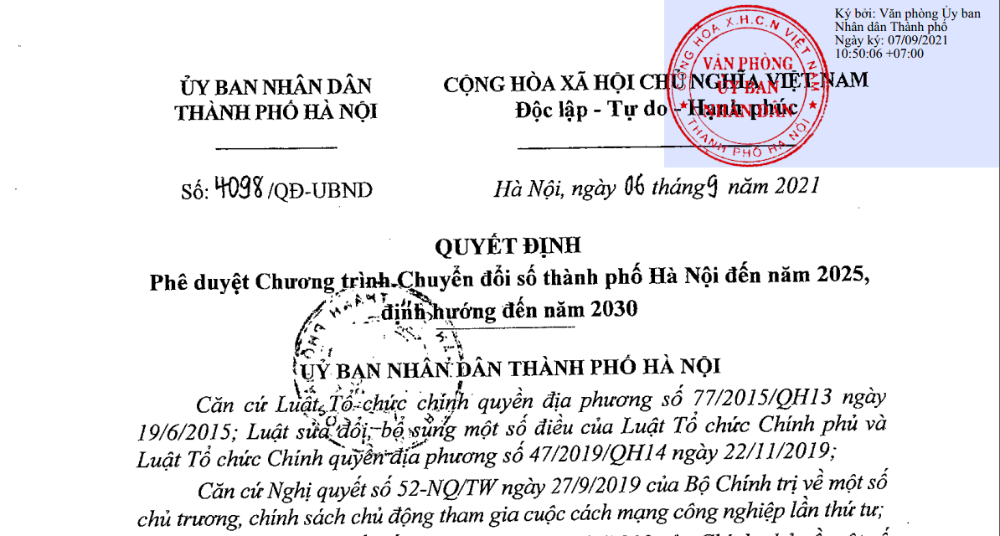 Ký bởi: Văn phòng Ủy ban
Nhân dân Thành phố
Ngày ký: 07/09/2021
10:50:06 +07:00
CỘNG HÒA X.H.C.N VIỆT NAM
VĂN PHÒNG
ỦY BAN
NHÂN DÂN
THÀNH PHỐ HÀ NỘI
ỦY BAN NHÂN DÂN
THÀNH PHỐ HÀ NỘI
CỘNG HÒA XÃ HỘI CHỦ NGHĨA VIỆT NAM
Độc lập - Tự do - Hạnh phúc
Số: 4098/QĐ-UBND
Hà Nội, ngày 06 tháng 9 năm 2021
QUYẾT ĐỊNH
Phê duyệt Chương trình Chuyển đổi số thành phố Hà Nội đến năm 2025,
định hướng đến năm 2030
UỶ BAN NHÂN DÂN THÀNH PHỐ HÀ NỘI
Căn cứ Luật Tổ chức chính quyền địa phương số 77/2015/QH13 ngày
19/6/2015; Luật sửa đổi, bổ sung một số điều của Luật Tổ chức Chính phủ và
Luật Tổ chức Chính quyền địa phương số 47/2019/QH14 ngày 22/11/2019;
Căn cứ Nghị quyết số 52-NQ/TW ngày 27/9/2019 của Bộ Chính trị về một số
chủ trương, chính sách chủ động tham gia cuộc cách mạng công nghiệp lần thứ tư;